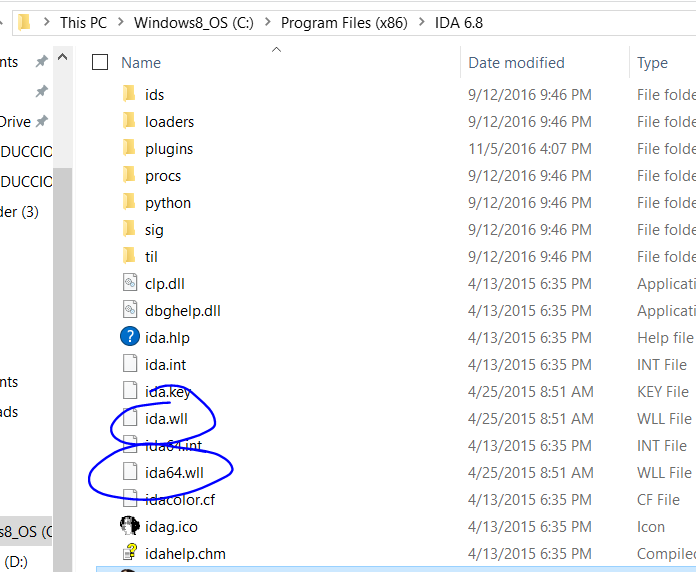 This PC > Windows8_OS (C:) > Program Files (x86) > IDA 6.8
Name Date modified Type
ids 9/12/2016 9:46 PM File folde
loaders 9/12/2016 9:46 PM File folde
plugins 11/5/2016 4:07 PM File folde
procs 9/12/2016 9:46 PM File folde
python 9/12/2016 9:46 PM File folde
sig 9/12/2016 9:46 PM File folde
til 9/12/2016 9:46 PM File folde
clp.dll 4/13/2015 6:35 PM Applicati
dbghelp.dll 4/13/2015 6:35 PM Applicati
ida.hlp 4/13/2015 6:35 PM Help file
ida.int 4/13/2015 6:35 PM INT File
ida.key 4/25/2015 8:51 AM KEY File
ida.wll 4/25/2015 8:51 AM WLL File
ida64.int 4/13/2015 6:35 PM INT File
ida64.wll 4/25/2015 8:51 AM WLL File
idacolor.cf 4/13/2015 6:35 PM CF File
idag.ico 4/13/2015 6:35 PM Icon
idahelp.chm 4/13/2015 6:35 PM Compiled
nts
Drive
DUCCIO
DUCCIO
der (3)
nts
ads
s8_OS (C
(D:)